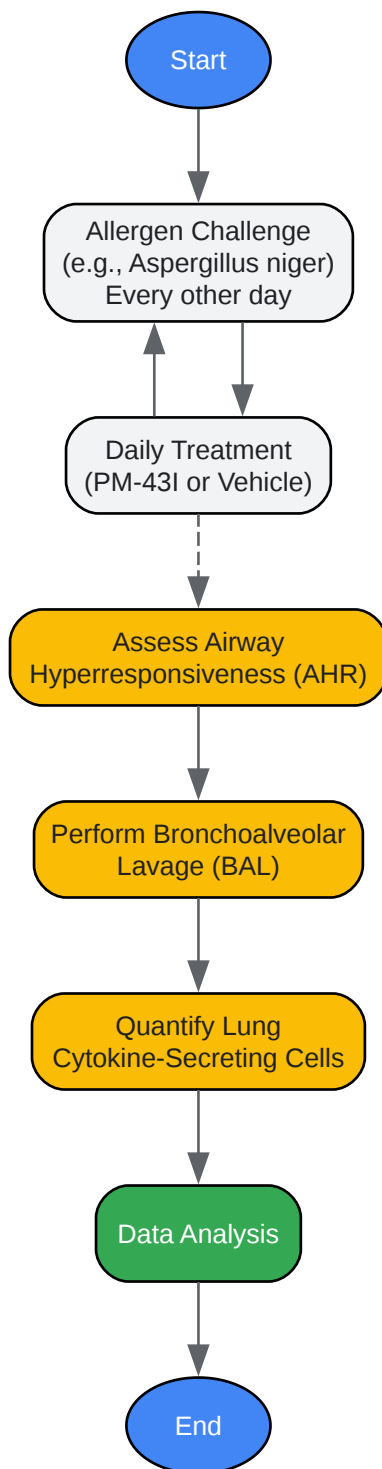 Start
Allergen Challenge
(e.g., Aspergillus niger)
Every other day
Daily Treatment
(PM-43I or Vehicle)
Assess Airway
Hyperresponsiveness (AHR)
Perform Bronchoalveolar
Lavage (BAL)
Quantify Lung
Cytokine-Secreting Cells
Data Analysis
End